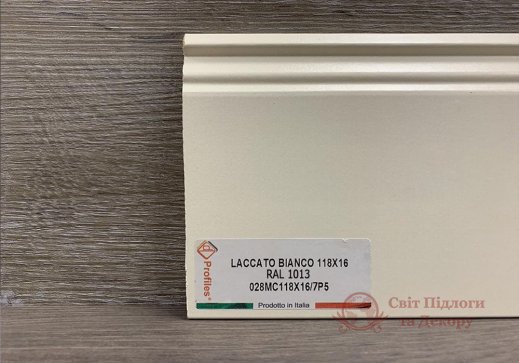 Profiles®
LACCATO BIANCO 118X16
RAL 1013
028MC118X16/7P5
Prodotto in Italia
Світ Підлоги
та Декору